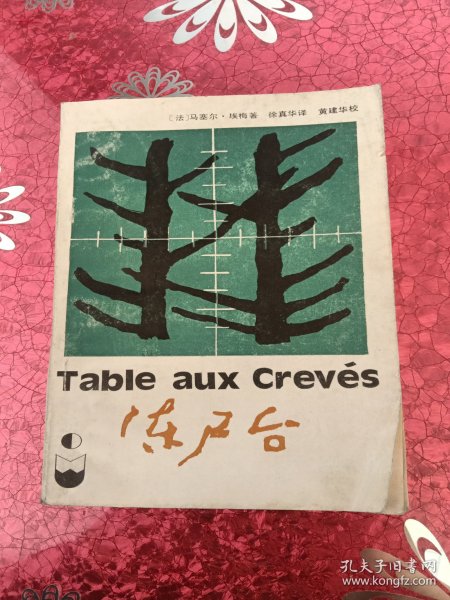 [法]马塞尔·埃梅著 徐真华译 黄建华校
Table aux Crevés
陈尸台
孔夫子旧书网
www.kongfz.com